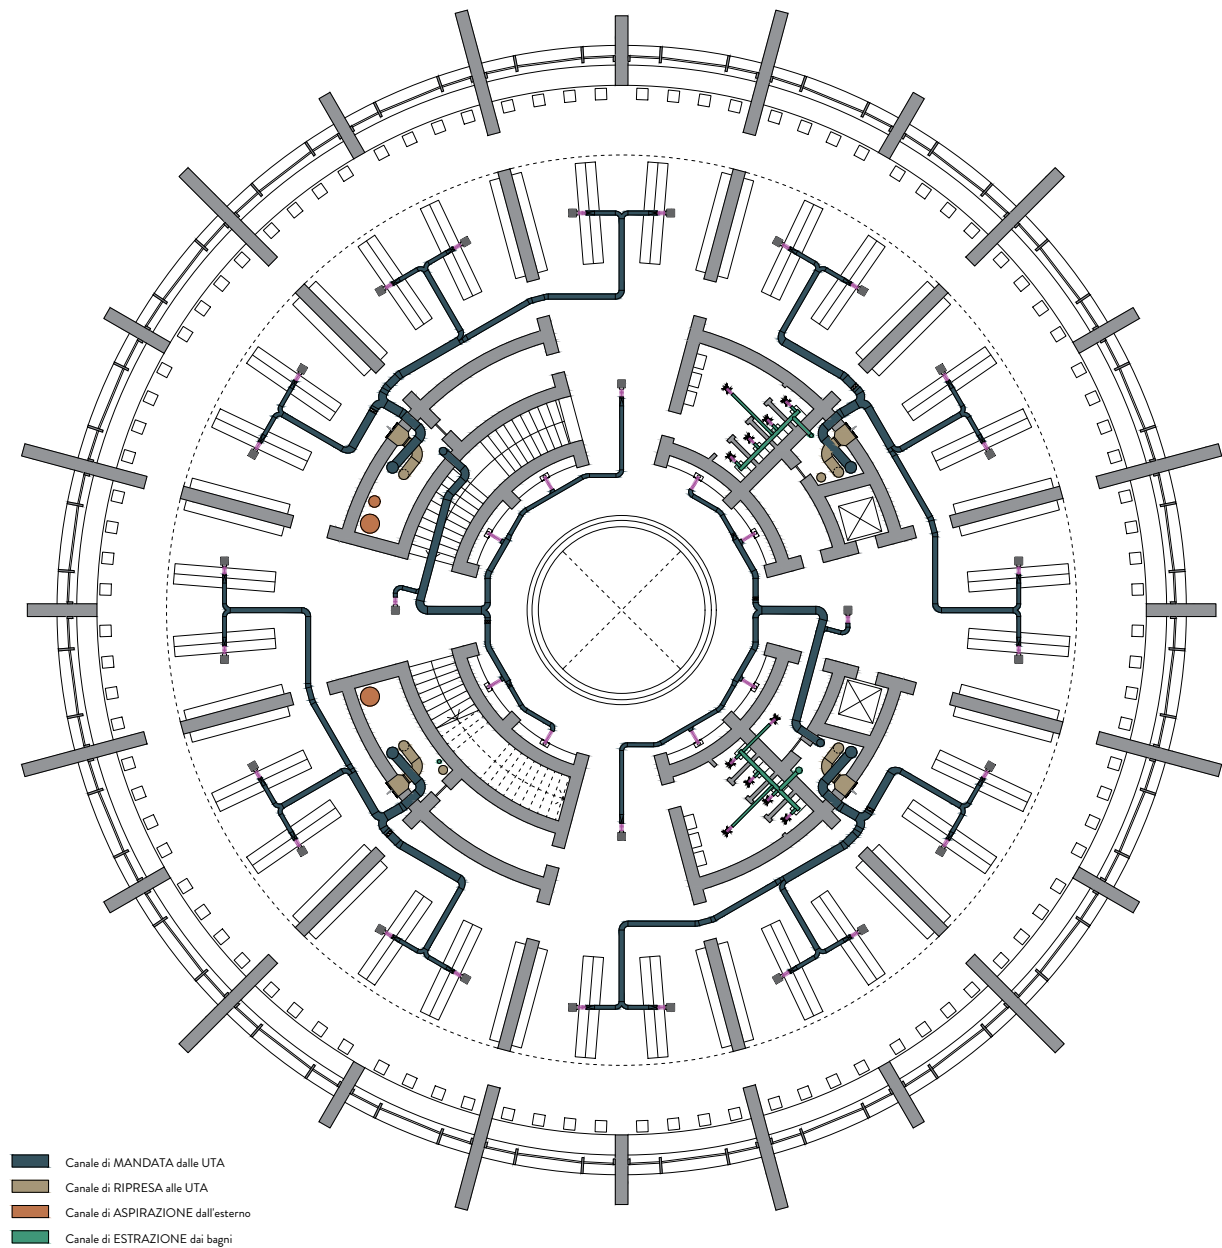 Canale di MANDATA dalle UTA
Canale di RIPRESA alle UTA
Canale di ASPIRAZIONE dall'esterno
Canale di ESTRAZIONE dai bagni